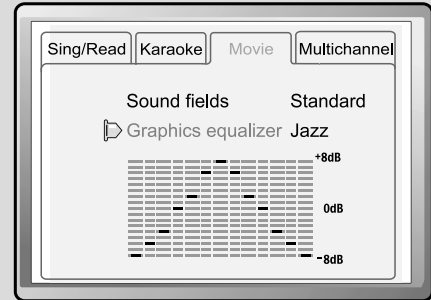 Sing/Read Karaoke Movie Multichannel
Sound fields Standard
Graphics equalizer Jazz
+8dB
0dB
-8dB